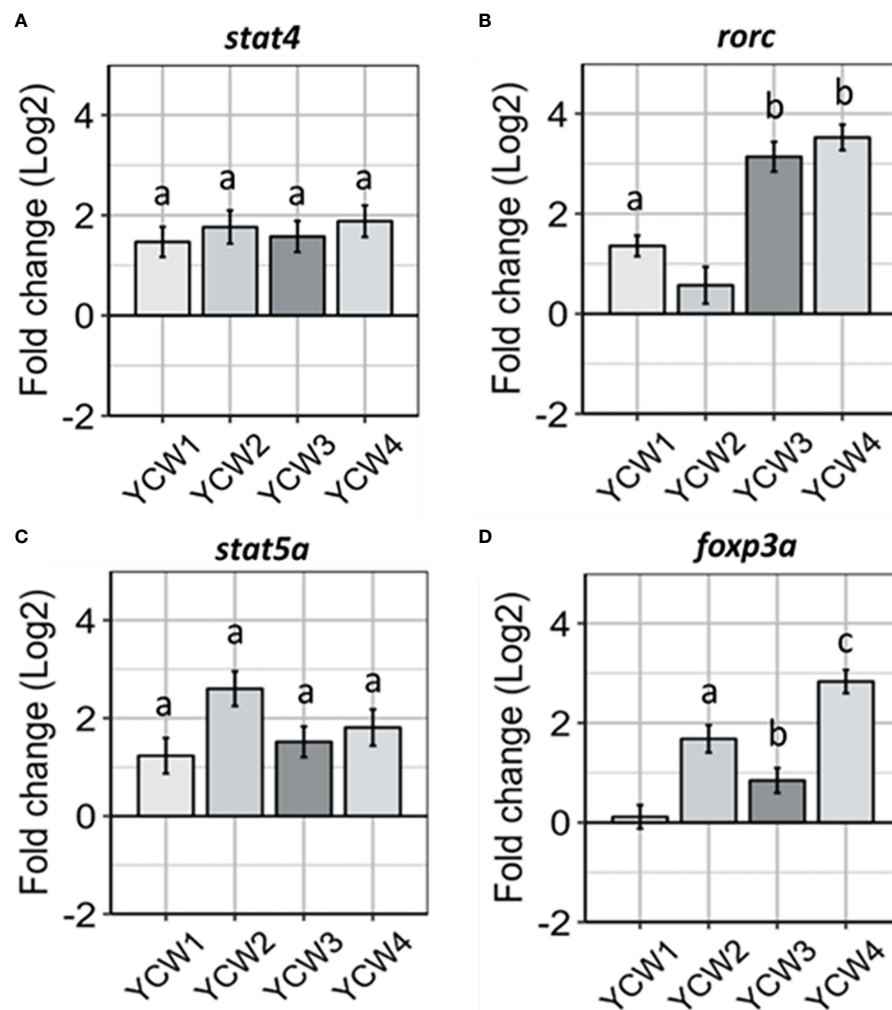 A
stat4
Fold change (Log2)
4
2
0
-2
a
a
a
a
YCW1
YCW2
YCW3
YCW4
B
rorc
Fold change (Log2)
4
2
0
-2
a
b
b
YCW1
YCW2
YCW3
YCW4
C
stat5a
Fold change (Log2)
4
2
0
-2
a
a
a
a
YCW1
YCW2
YCW3
YCW4
D
foxp3a
Fold change (Log2)
4
2
0
-2
a
b
c
YCW1
YCW2
YCW3
YCW4